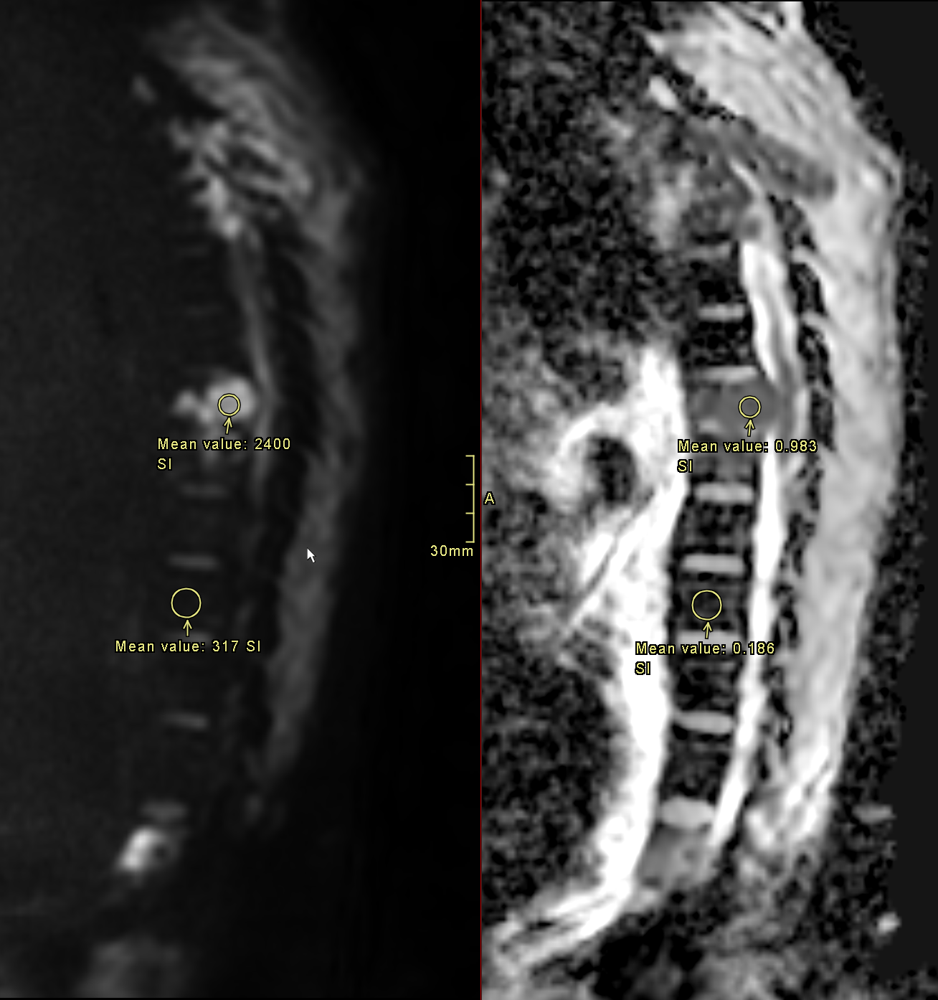 Mean value: 2400
SI
Mean value: 0.983
SI
A
30mm
Mean value: 317 SI
Mean value: 0.186
SI